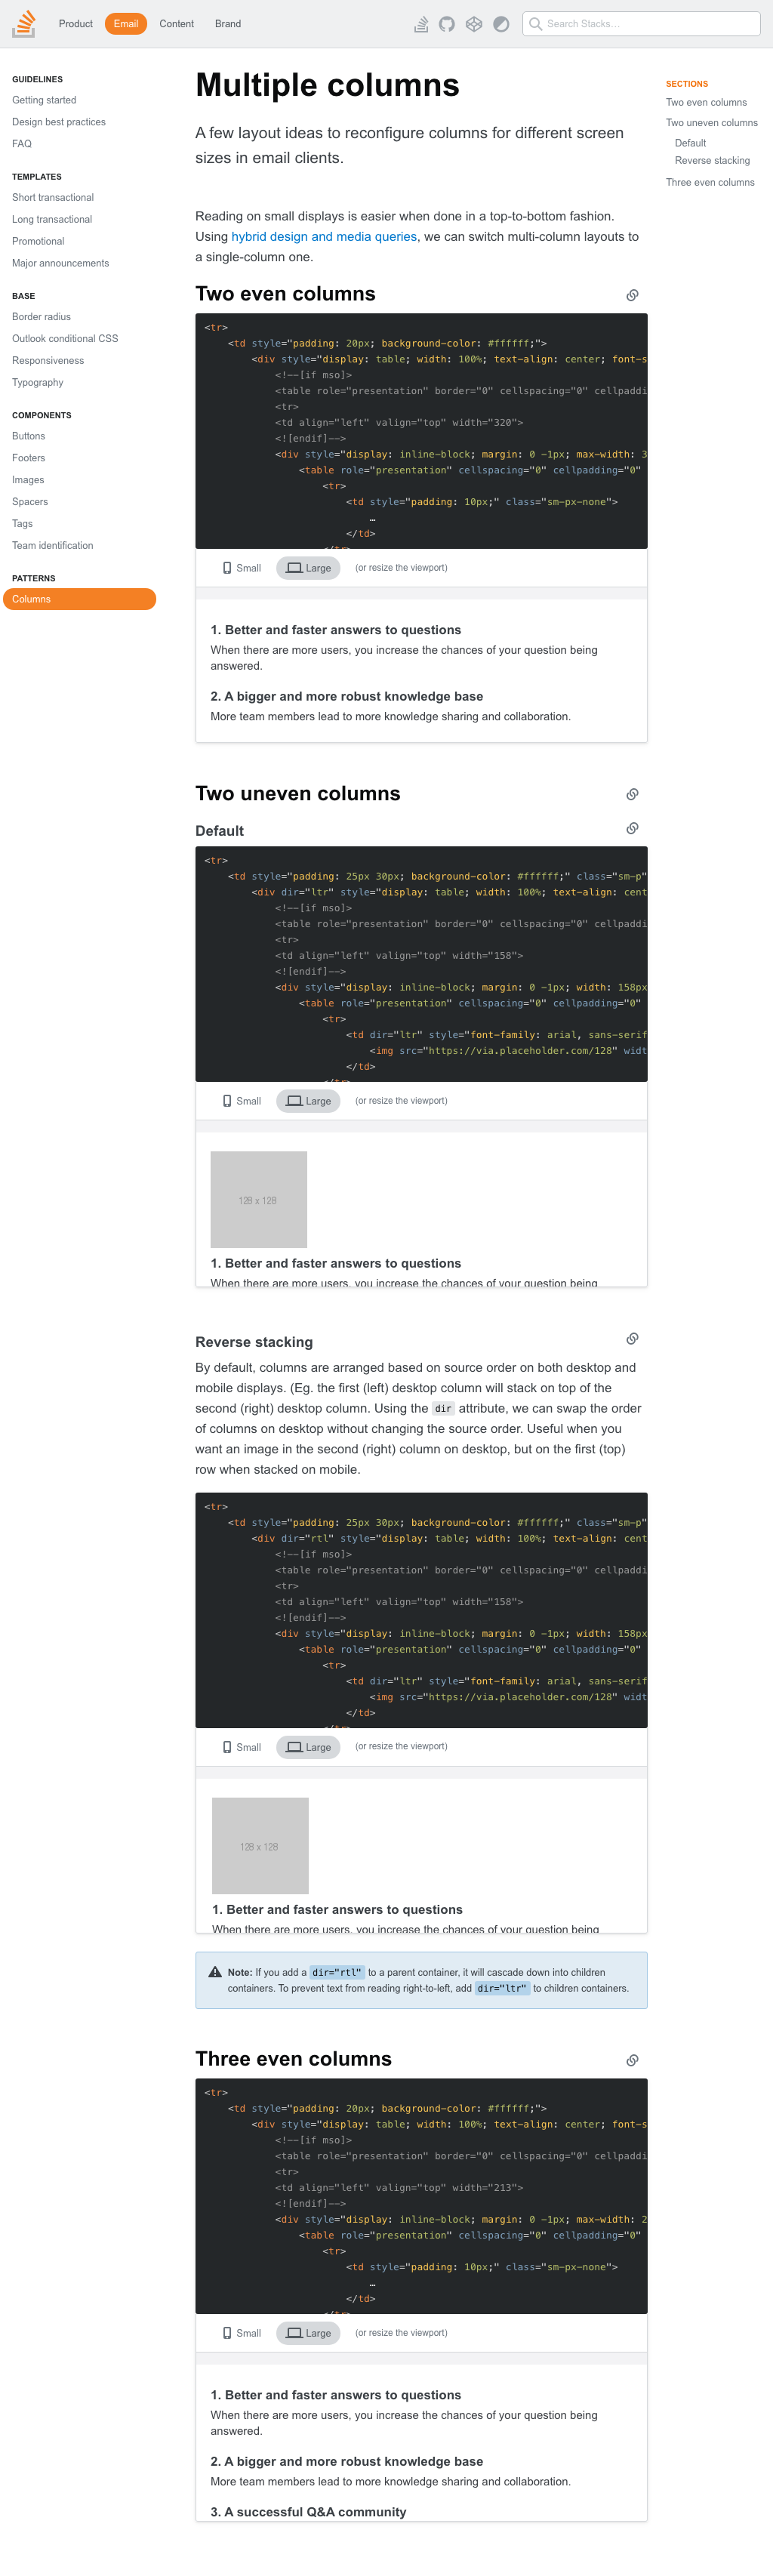 Product
Email
Content
Brand
Search Stacks…
GUIDELINES
Getting started
Design best practices
FAQ
TEMPLATES
Short transactional
Long transactional
Promotional
Major announcements
BASE
Border radius
Outlook conditional CSS
Responsiveness
Typography
COMPONENTS
Buttons
Footers
Images
Spacers
Tags
Team identification
PATTERNS
Columns
Multiple columns
A few layout ideas to reconfigure columns for different screen
sizes in email clients.
Reading on small displays is easier when done in a top-to-bottom fashion.
Using hybrid design and media queries, we can switch multi-column layouts to
a single-column one.
Two even columns
<tr>
<td style="padding: 20px; background-color: #ffffff;">
<div style="display: table; width: 100%; text-align: center; font-s
<!--[if mso]>
<table role="presentation" border="0" cellspacing="0" cellpaddi
<tr>
<td align="left" valign="top" width="320">
<![endif]-->
<div style="display: inline-block; margin: 0 -1px; max-width: 3
<table role="presentation" cellspacing="0" cellpadding="0"
<tr>
<td style="padding: 10px;" class="sm-px-none">
…
</td>
</tr>
Small
Large
(or resize the viewport)
1. Better and faster answers to questions
When there are more users, you increase the chances of your question being
answered.
2. A bigger and more robust knowledge base
More team members lead to more knowledge sharing and collaboration.
Two uneven columns
Default
<tr>
<td style="padding: 25px 30px; background-color: #ffffff;" class="sm-p"
<div dir="ltr" style="display: table; width: 100%; text-align: cent
<!--[if mso]>
<table role="presentation" border="0" cellspacing="0" cellpaddi
<tr>
<td align="left" valign="top" width="158">
<![endif]-->
<div style="display: inline-block; margin: 0 -1px; width: 158px
<table role="presentation" cellspacing="0" cellpadding="0"
<tr>
<td dir="ltr" style="font-family: arial, sans-serif
<img src="https://via.placeholder.com/128" widt
</td>
</tr>
Small
Large
(or resize the viewport)
128 x 128
1. Better and faster answers to questions
When there are more users, you increase the chances of your question being
Reverse stacking
By default, columns are arranged based on source order on both desktop and
mobile displays. (Eg. the first (left) desktop column will stack on top of the
second (right) desktop column. Using the dir attribute, we can swap the order
of columns on desktop without changing the source order. Useful when you
want an image in the second (right) column on desktop, but on the first (top)
row when stacked on mobile.
<tr>
<td style="padding: 25px 30px; background-color: #ffffff;" class="sm-p"
<div dir="rtl" style="display: table; width: 100%; text-align: cent
<!--[if mso]>
<table role="presentation" border="0" cellspacing="0" cellpaddi
<tr>
<td align="left" valign="top" width="158">
<![endif]-->
<div style="display: inline-block; margin: 0 -1px; width: 158px
<table role="presentation" cellspacing="0" cellpadding="0"
<tr>
<td dir="ltr" style="font-family: arial, sans-serif
<img src="https://via.placeholder.com/128" widt
</td>
</tr>
Small
Large
(or resize the viewport)
128 x 128
1. Better and faster answers to questions
When there are more users, you increase the chances of your question being
Note: If you add a dir="rtl" to a parent container, it will cascade down into children
containers. To prevent text from reading right-to-left, add dir="ltr" to children containers.
Three even columns
<tr>
<td style="padding: 20px; background-color: #ffffff;">
<div style="display: table; width: 100%; text-align: center; font-s
<!--[if mso]>
<table role="presentation" border="0" cellspacing="0" cellpaddi
<tr>
<td align="left" valign="top" width="213">
<![endif]-->
<div style="display: inline-block; margin: 0 -1px; max-width: 2
<table role="presentation" cellspacing="0" cellpadding="0"
<tr>
<td style="padding: 10px;" class="sm-px-none">
…
</td>
</tr>
Small
Large
(or resize the viewport)
1. Better and faster answers to questions
When there are more users, you increase the chances of your question being
answered.
2. A bigger and more robust knowledge base
More team members lead to more knowledge sharing and collaboration.
3. A successful Q&A community
SECTIONS
Two even columns
Two uneven columns
Default
Reverse stacking
Three even columns